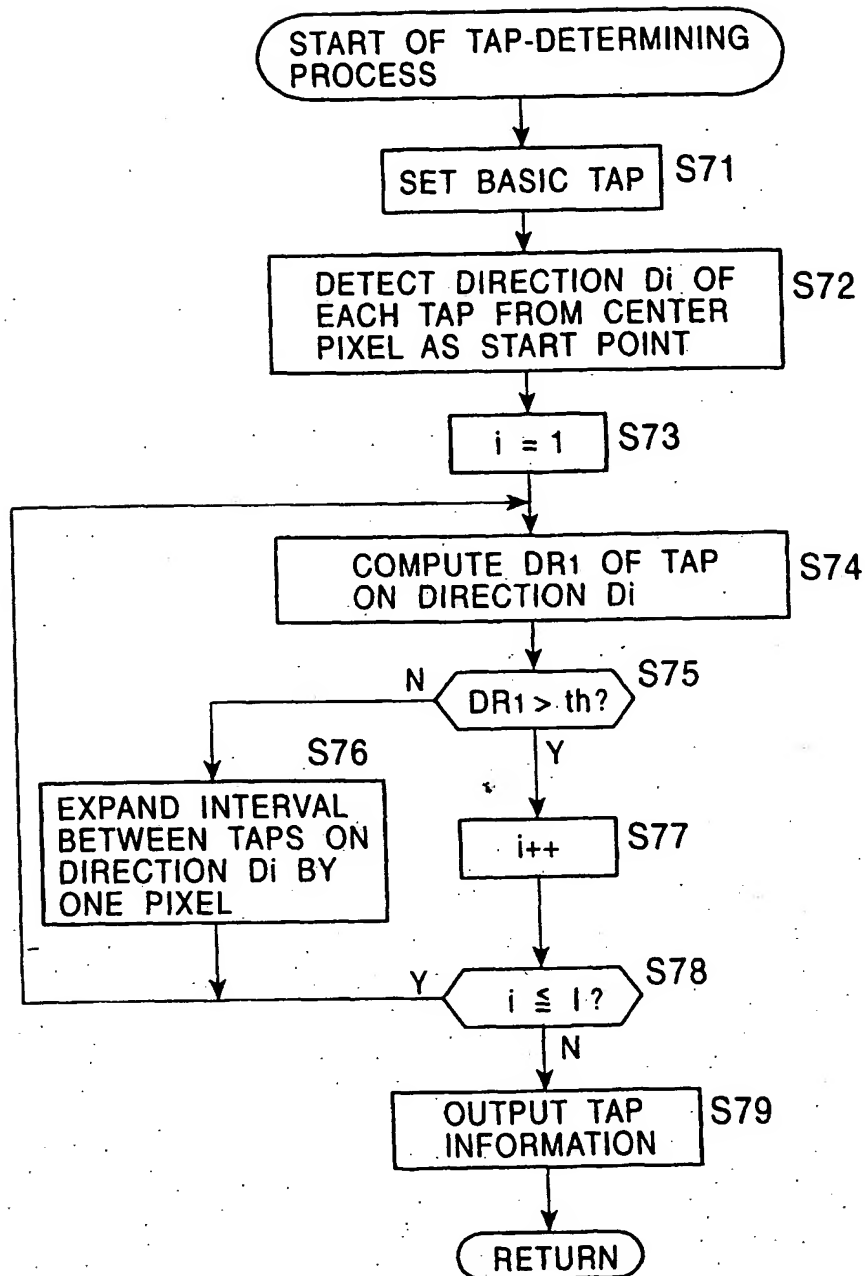 START OF TAP-DETERMINING
PROCESS
SET BASIC TAP
S71
DETECT DIRECTION Di OF
EACH TAP FROM CENTER
PIXEL AS START POINT
S72
i = 1
S73
COMPUTE DR1 OF TAP
ON DIRECTION Di
S74
DR1 > th?
S75
N
Y
S76
EXPAND INTERVAL
BETWEEN TAPS ON
DIRECTION Di BY
ONE PIXEL
i++
S77
i ≦ I?
S78
Y
N
OUTPUT TAP
INFORMATION
S79
RETURN